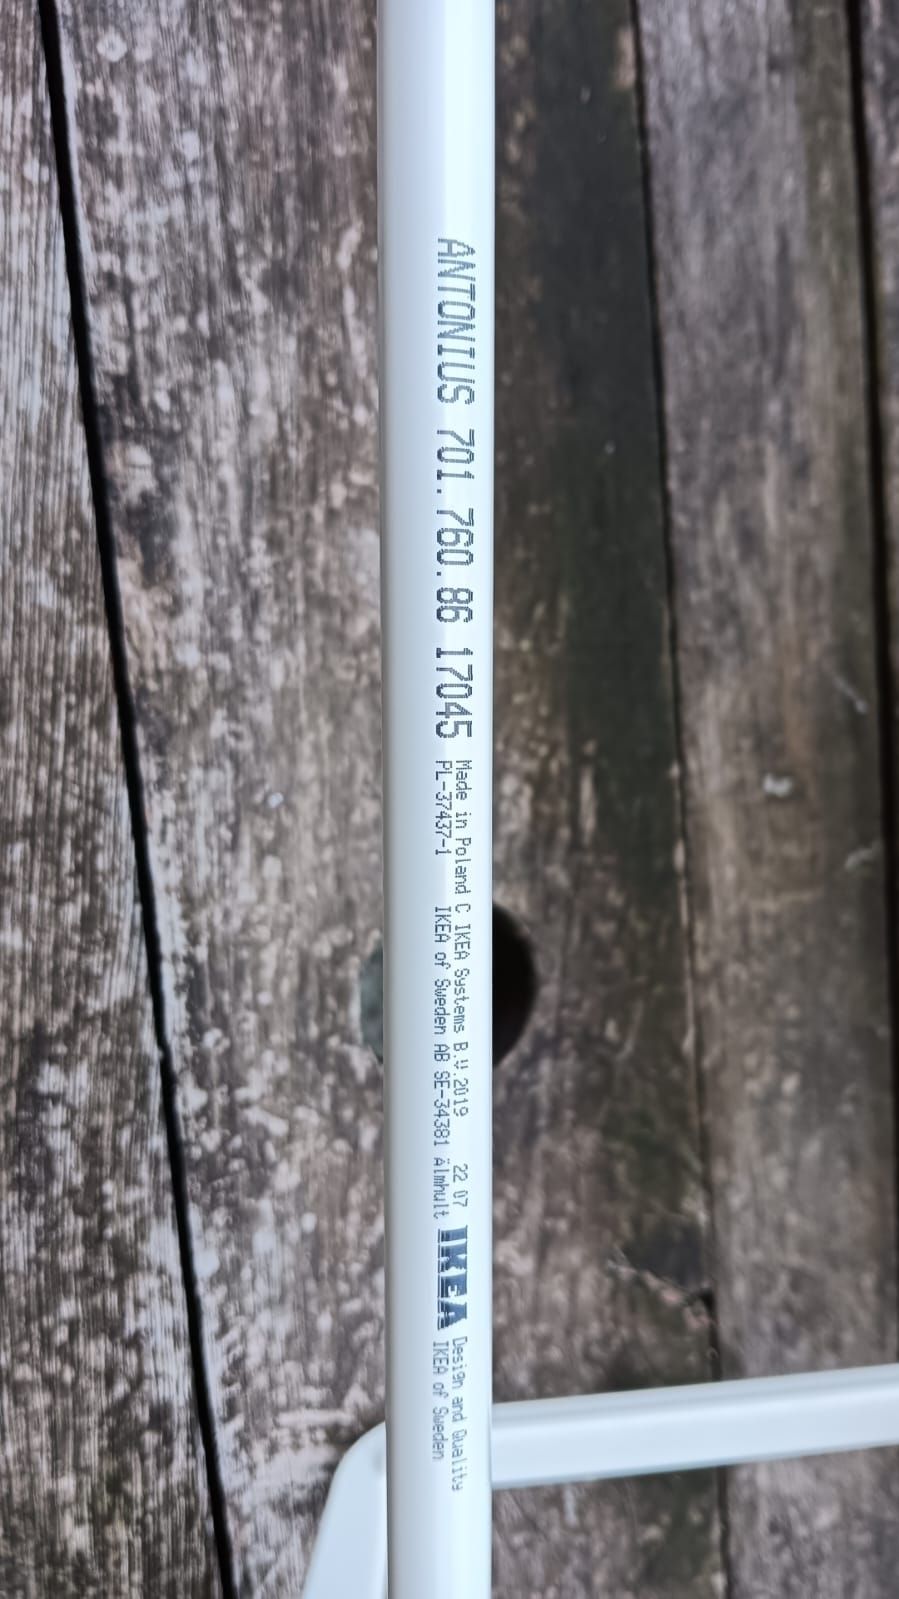 ANTONIUS 701.760.86 17045
Made in Poland © IKEA Systems B.V.2019 22 07
PL-37437-1 IKEA of Sweden AB SE-34381 Älmhult
IKEA
Design and Quality
IKEA of Sweden